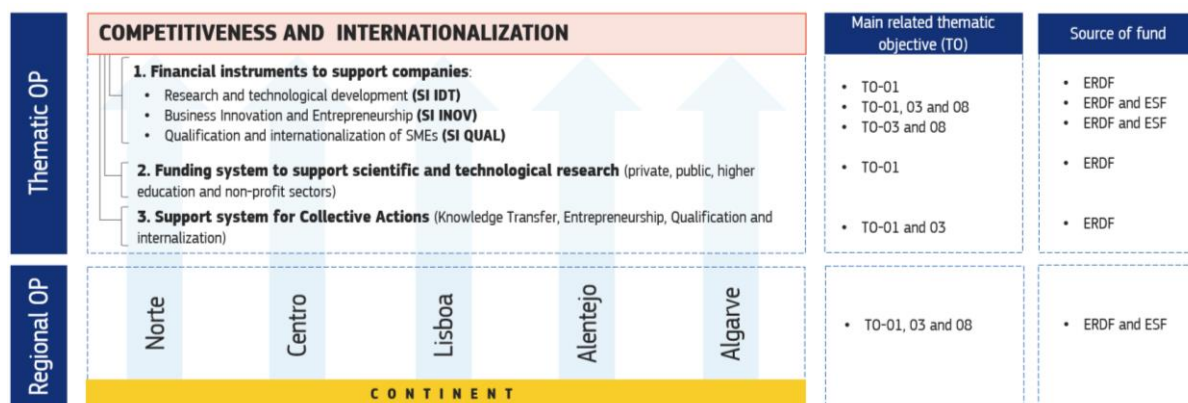 Thematic OP
COMPETITIVENESS AND INTERNATIONALIZATION
1. Financial instruments to support companies:
• Research and technological development (SI IDT)
• Business Innovation and Entrepreneurship (SI INOV)
• Qualification and internationalization of SMEs (SI QUAL)
2. Funding system to support scientific and technological research (private, public, higher
education and non-profit sectors)
3. Support system for Collective Actions (Knowledge Transfer, Entrepreneurship, Qualification and
internalization)
Main related thematic
objective (TO)
• TO-01
• TO-01, 03 and 08
• TO-03 and 08
• TO-01
• TO-01 and 03
Source of fund
• ERDF
• ERDF and ESF
• ERDF and ESF
• ERDF
• ERDF
Regional OP
Norte
Centro
Lisboa
Alentejo
Algarve
• TO-01, 03 and 08
• ERDF and ESF
CONTINENT